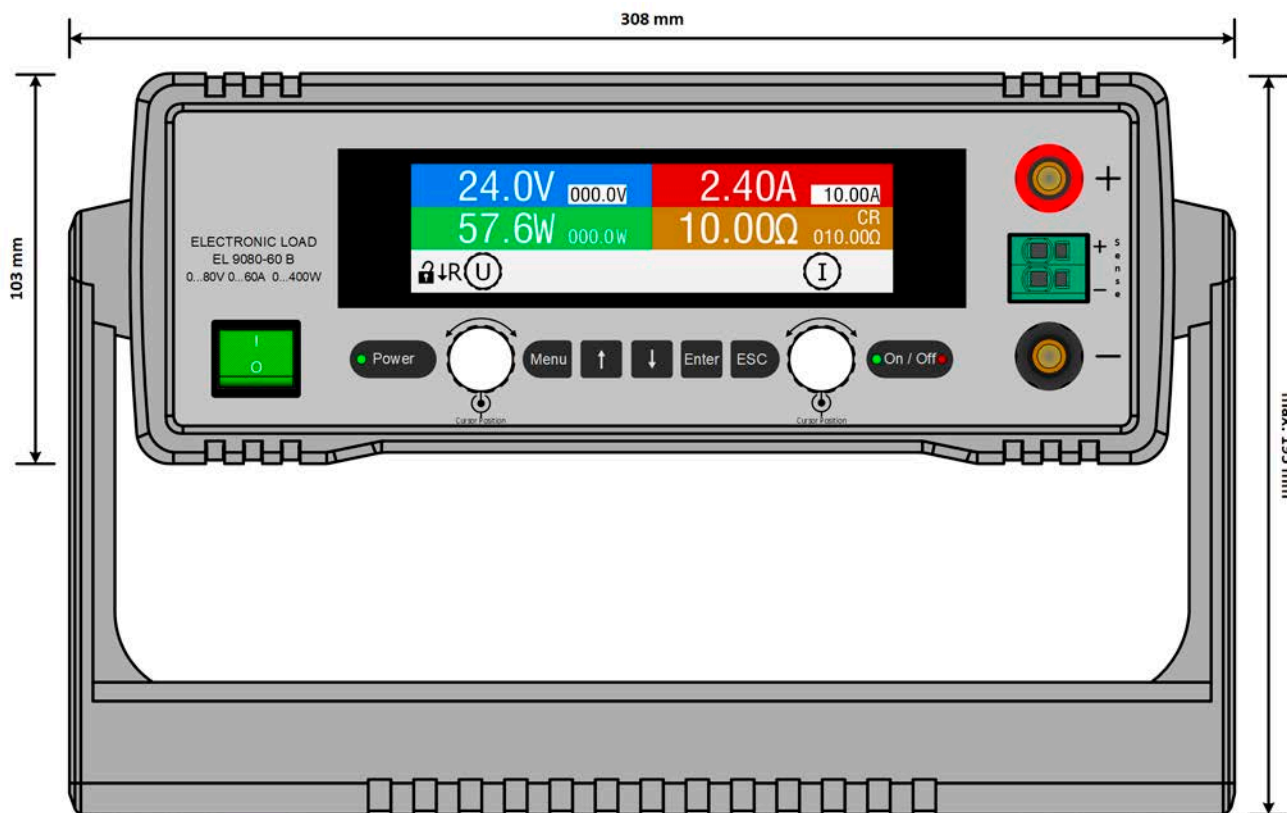 308 mm
103 mm
24.0V 000.0V 2.40A 10.00A
57.6W 000.0W 10.00Ω CR 010.00Ω
R U I
ELECTRONIC LOAD
EL 9080-60 B
0...80V 0...60A 0...400W
+
+ Sense
−
I
O
Power Menu ↑ ↓ Enter ESC On / Off
−
Cursor Position Cursor Position